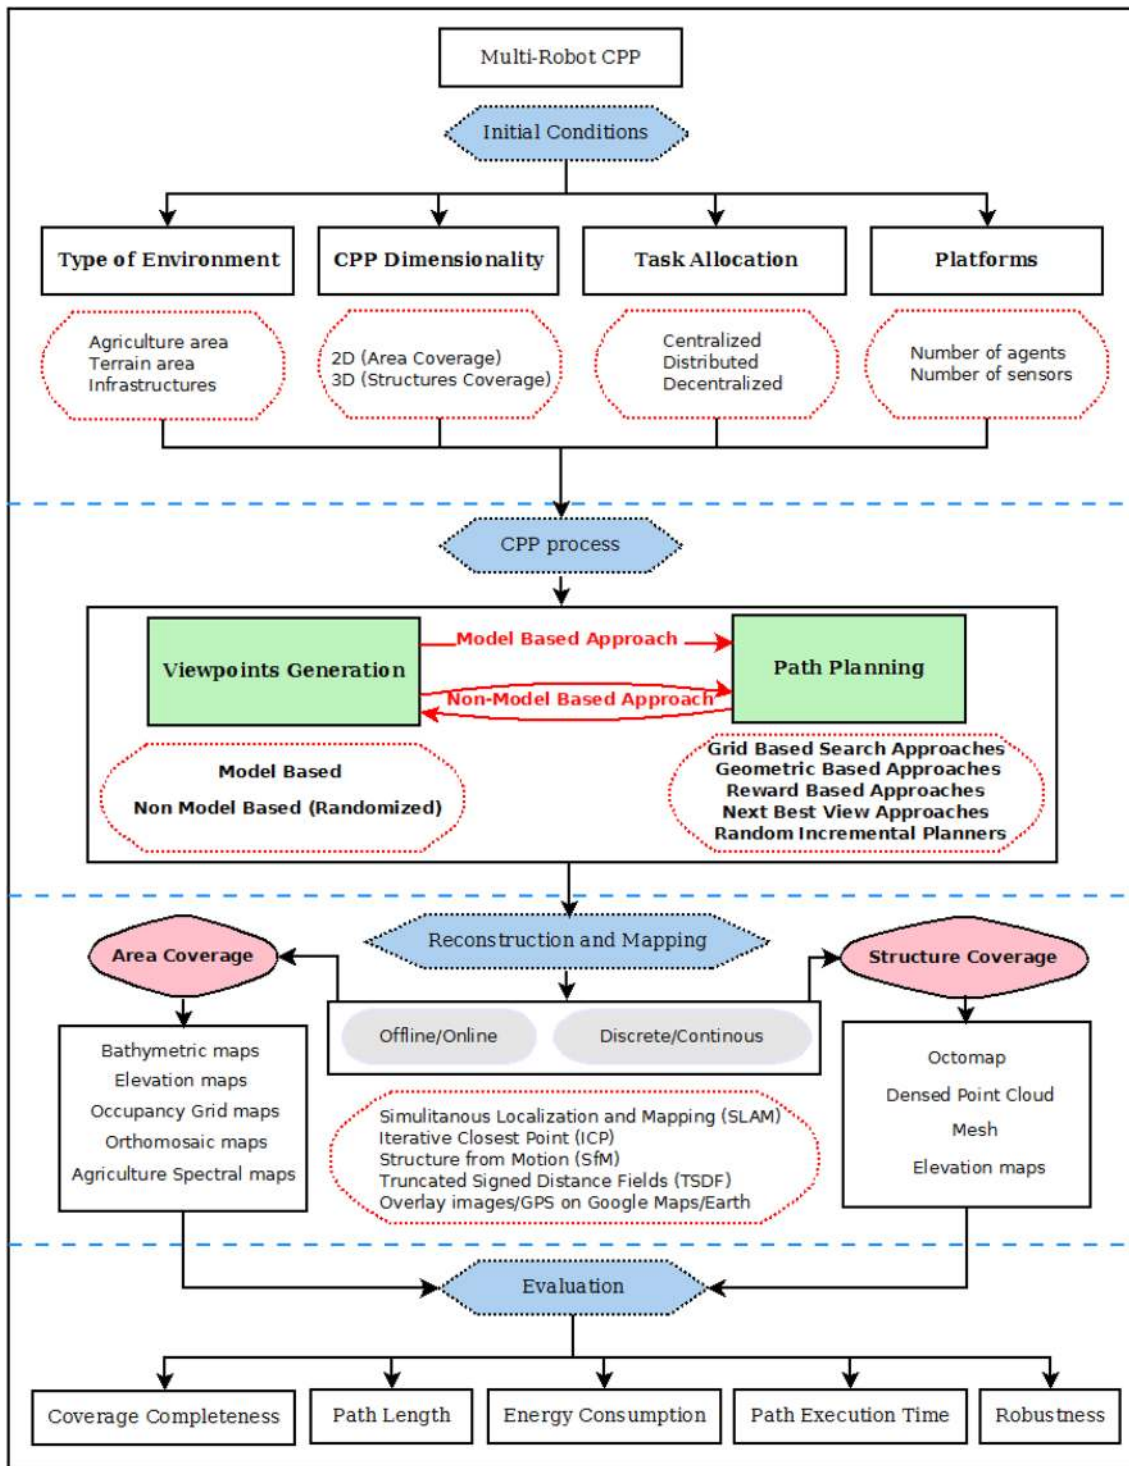 Multi-Robot CPP
Initial Conditions
Type of Environment
CPP Dimensionality
Task Allocation
Platforms
Agriculture area
Terrain area
Infrastructures
2D (Area Coverage)
3D (Structures Coverage)
Centralized
Distributed
Decentralized
Number of agents
Number of sensors
CPP process
Viewpoints Generation
Model Based Approach
Non-Model Based Approach
Path Planning
Model Based
Non Model Based (Randomized)
Grid Based Search Approaches
Geometric Based Approaches
Reward Based Approaches
Next Best View Approaches
Random Incremental Planners
Reconstruction and Mapping
Area Coverage
Structure Coverage
Offline/Online
Discrete/Continous
Bathymetric maps
Elevation maps
Occupancy Grid maps
Orthomosaic maps
Agriculture Spectral maps
Simulitanous Localization and Mapping (SLAM)
Iterative Closest Point (ICP)
Structure from Motion (SfM)
Truncated Signed Distance Fields (TSDF)
Overlay images/GPS on Google Maps/Earth
Octomap
Densed Point Cloud
Mesh
Elevation maps
Evaluation
Coverage Completeness
Path Length
Energy Consumption
Path Execution Time
Robustness